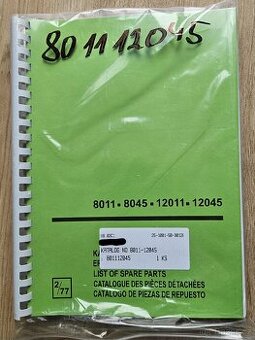 80 11 12045
8011 • 8045 • 12011 • 12045
KATALOG NO 8011-12045
801112045
1 KS
LIST OF SPARE PARTS
CATALOGUE DES PIÈCES DÉTACHÉES
CATÁLOGO DE PIEZAS DE REPUESTO
2/77